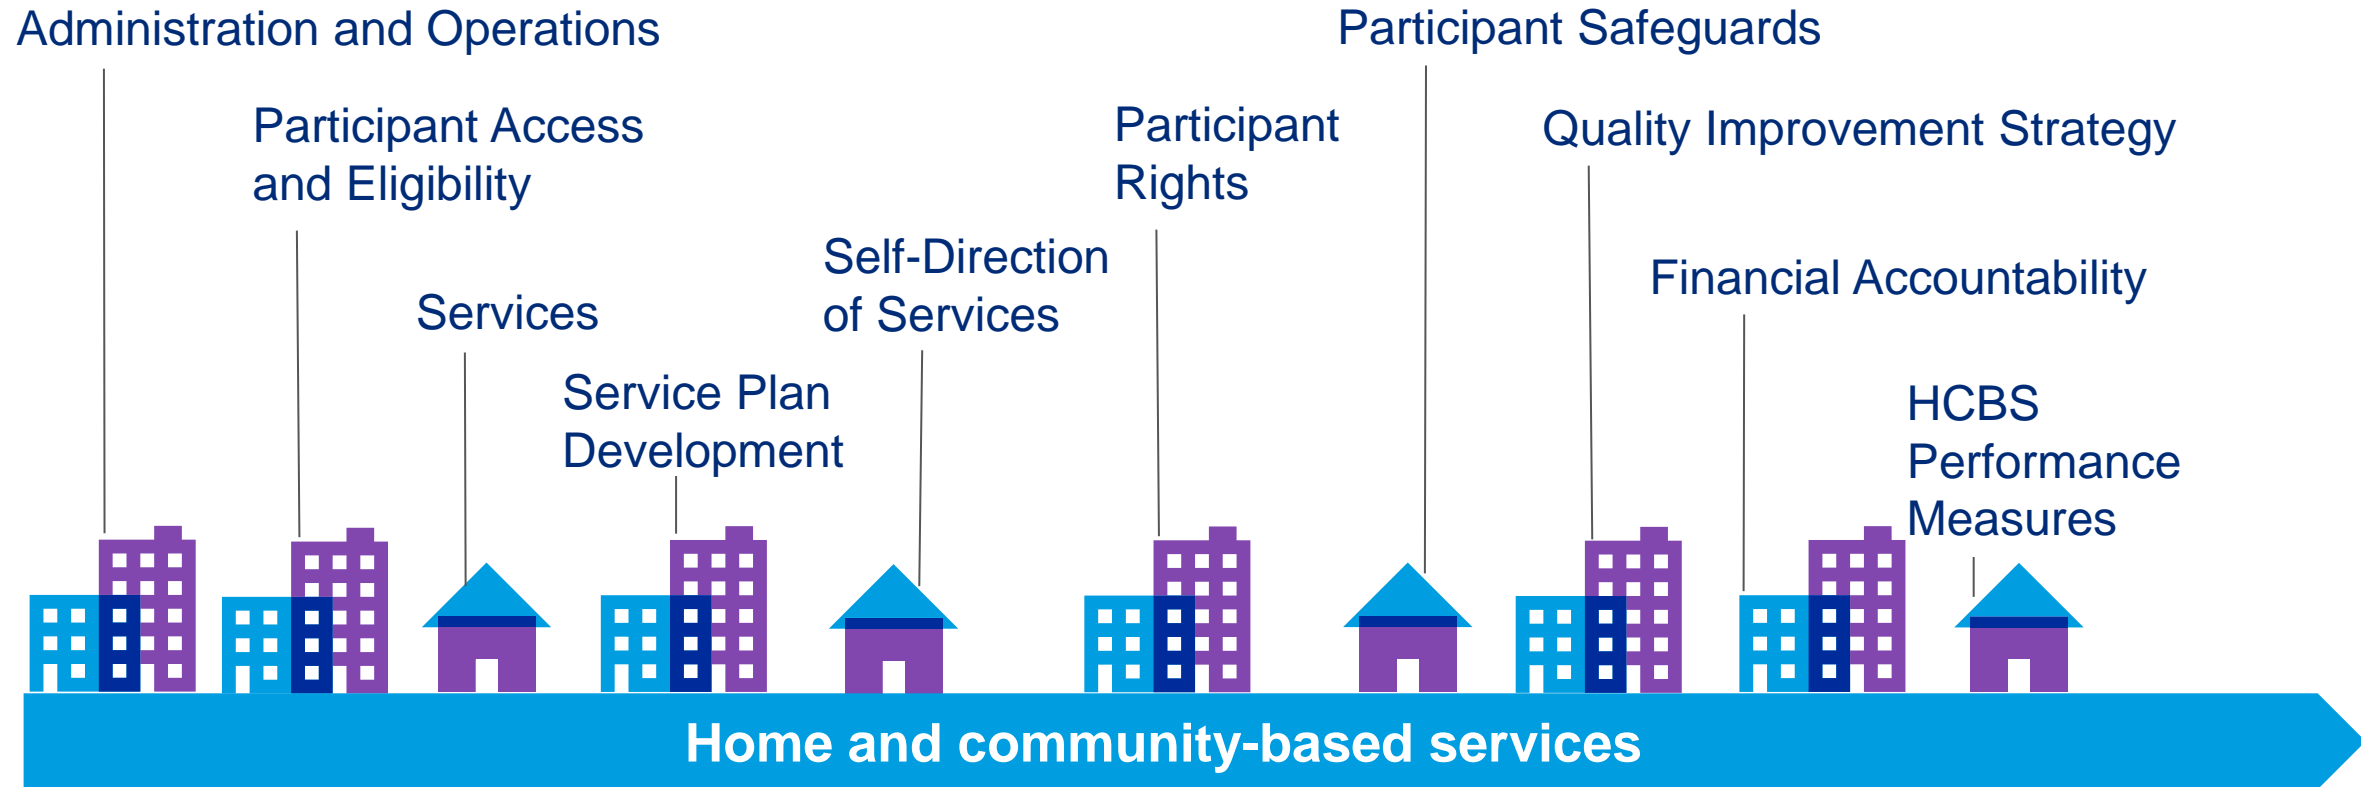 Administration and Operations
Participant Access
and Eligibility
Services
Service Plan
Development
Self-Direction
of Services
Participant
Rights
Participant Safeguards
Quality Improvement Strategy
Financial Accountability
HCBS
Performance
Measures
Home and community-based services